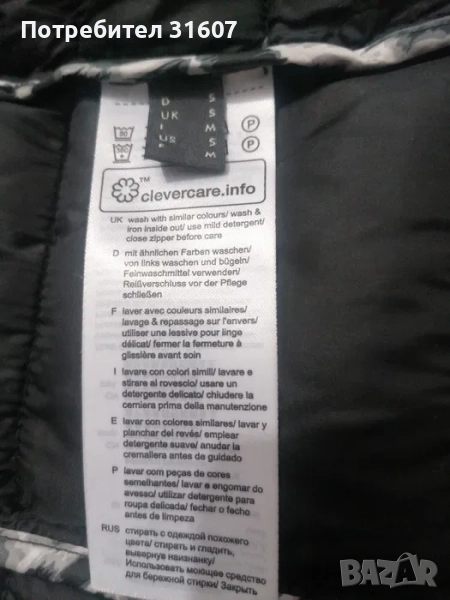 Потребител 31607
D S
UK S
I M
US S
F M
P
P
clevercare.info
TM
UK wash with similar colours/ wash &
iron inside out/ use mild detergent/
close zipper before care
D mit ähnlichen Farben waschen/
von links waschen und bügeln/
Feinwaschmittel verwenden/
Reißverschluss vor der Pflege
schließen
F laver avec couleurs similaires/
lavage & repassage sur l'envers/
utiliser une lessive pour linge
délicat/ fermer la fermeture à
glissière avant soin
I lavare con colori simili/ lavare e
stirare al rovescio/ usare un
detergente delicato/ chiudere la
cerniera prima della manutenzione
E lavar con colores similares/ lavar y
planchar del revés/ emplear
detergente suave/ anudar la
cremallera antes de guidado
P lavar com peças de cores
semelhantes/ lavar e engomar do
avesso/ utilizar detergente para
roupa delicada/ fechar o fecho
antes de limpeza
RUS стирать с одеждой похожего
цвета/ стирать и гладить,
вывернув наизнанку/
Использовать моющее средство
для бережной стирки/ Закрыть
BAZAR